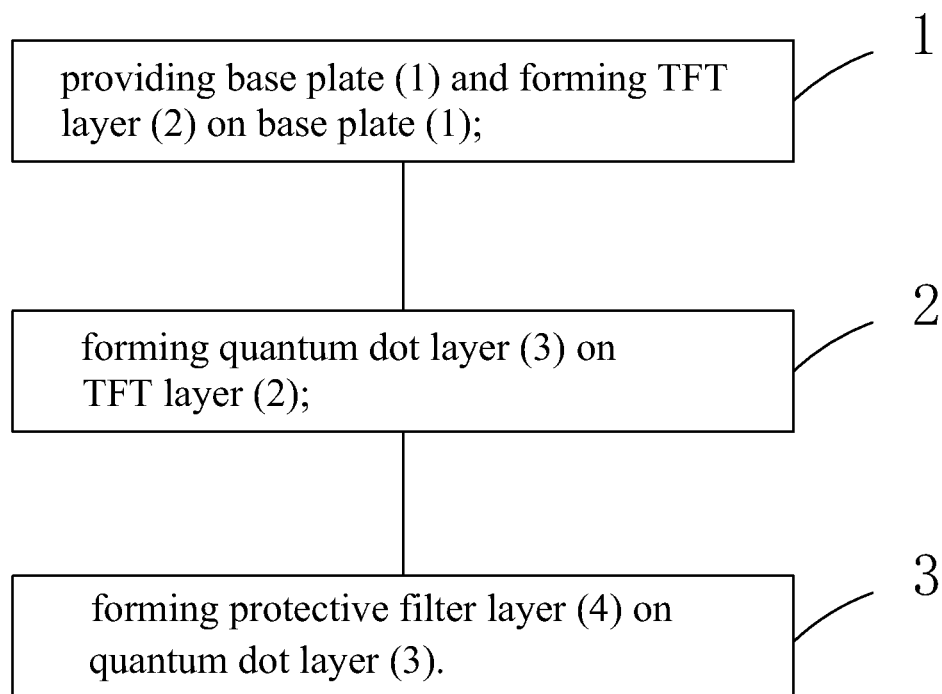 1
providing base plate (1) and forming TFT
layer (2) on base plate (1);
2
forming quantum dot layer (3) on
TFT layer (2);
3
forming protective filter layer (4) on
quantum dot layer (3).